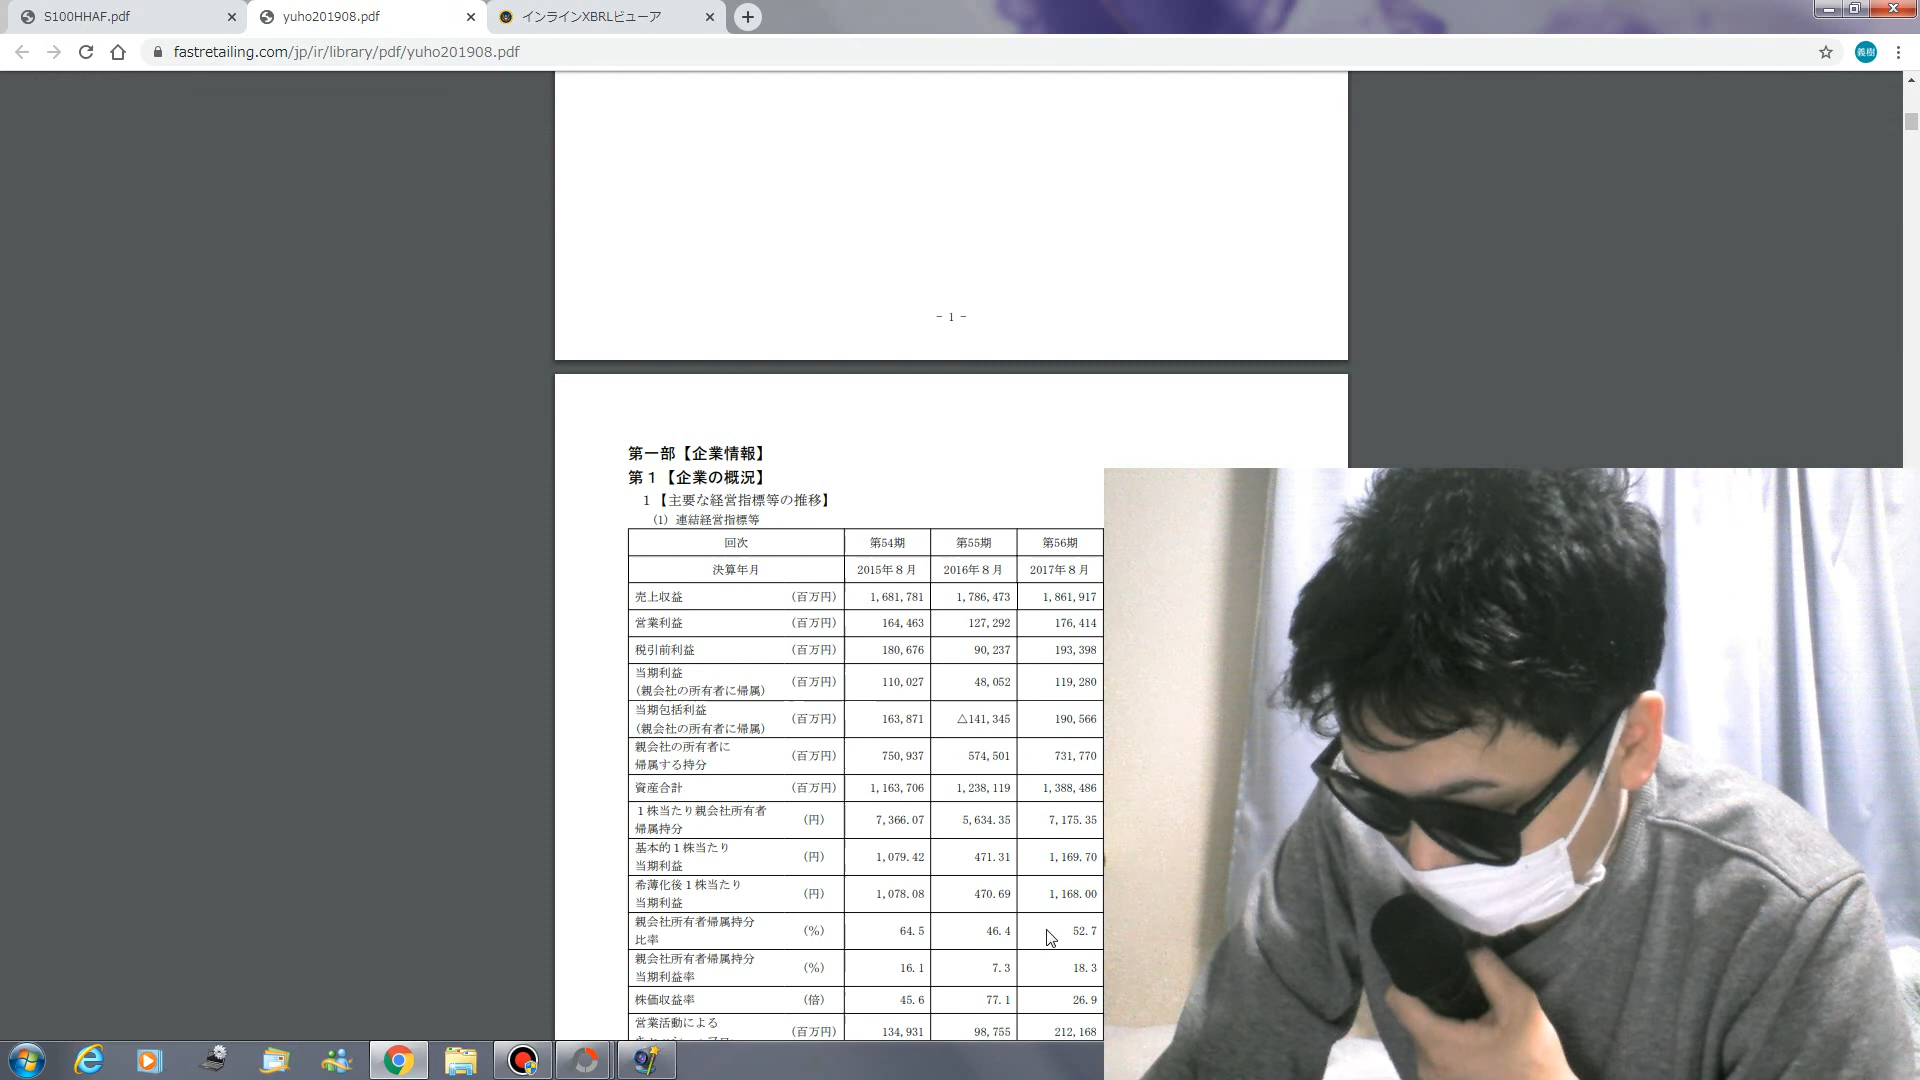 S100HHAF.pdf
yuho201908.pdf
インラインXBRLビューア
fastretailing.com/jp/ir/library/pdf/yuho201908.pdf
義樹
- 1 -
第一部【企業情報】
第１【企業の概況】
１【主要な経営指標等の推移】
(1) 連結経営指標等
回次 第54期 第55期 第56期
決算年月 2015年８月 2016年８月 2017年８月
売上収益 (百万円) 1,681,781 1,786,473 1,861,917
営業利益 (百万円) 164,463 127,292 176,414
税引前利益 (百万円) 180,676 90,237 193,398
当期利益
(親会社の所有者に帰属) (百万円) 110,027 48,052 119,280
当期包括利益
(親会社の所有者に帰属) (百万円) 163,871 △141,345 190,566
親会社の所有者に
帰属する持分 (百万円) 750,937 574,501 731,770
資産合計 (百万円) 1,163,706 1,238,119 1,388,486
１株当たり親会社所有者
帰属持分 (円) 7,366.07 5,634.35 7,175.35
基本的１株当たり
当期利益 (円) 1,079.42 471.31 1,169.70
希薄化後１株当たり
当期利益 (円) 1,078.08 470.69 1,168.00
親会社所有者帰属持分
比率 (%) 64.5 46.4 52.7
親会社所有者帰属持分
当期利益率 (%) 16.1 7.3 18.3
株価収益率 (倍) 45.6 77.1 26.9
営業活動による
(百万円) 134,931 98,755 212,168